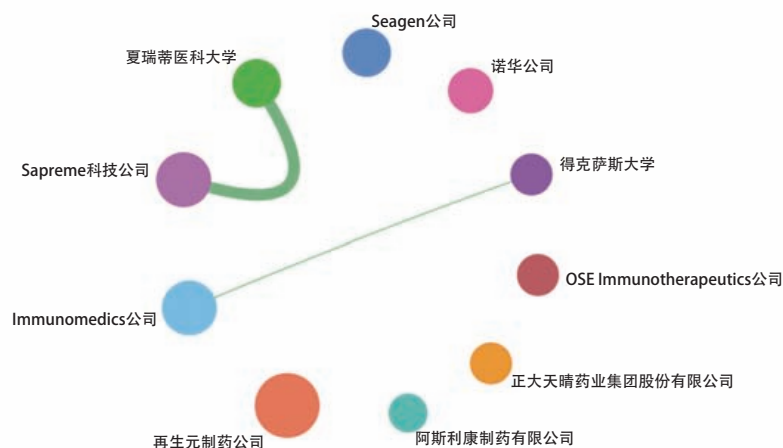 Seagen公司
夏瑞蒂医科大学
诺华公司
Sapreme科技公司
得克萨斯大学
OSE Immunotherapeutics公司
Immunomedics公司
正大天晴药业集团股份有限公司
再生元制药公司
阿斯利康制药有限公司